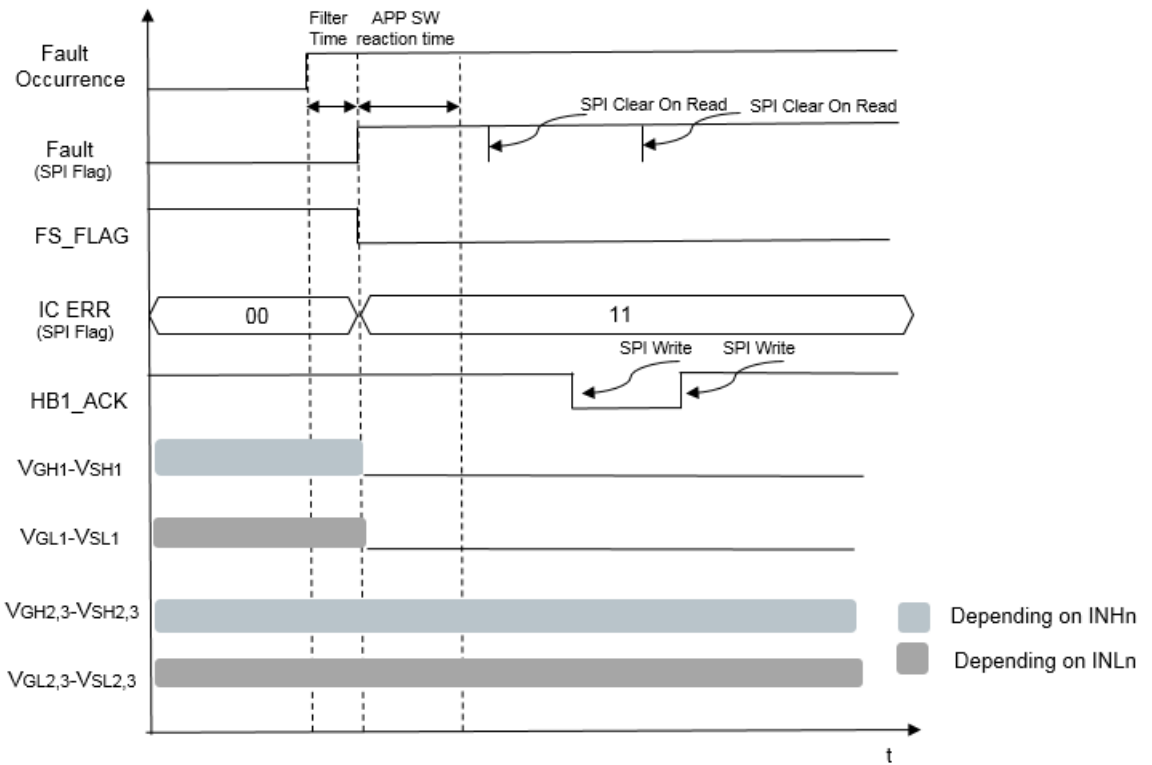 Filter
Time
APP SW
reaction time
Fault
Occurrence
SPI Clear On Read
SPI Clear On Read
Fault
(SPI Flag)
FS_FLAG
IC ERR
(SPI Flag)
00
11
SPI Write
SPI Write
HB1_ACK
VGH1-VSH1
VGL1-VSL1
VGH2,3-VSH2,3
Depending on INHn
Depending on INLn
VGL2,3-VSL2,3
t